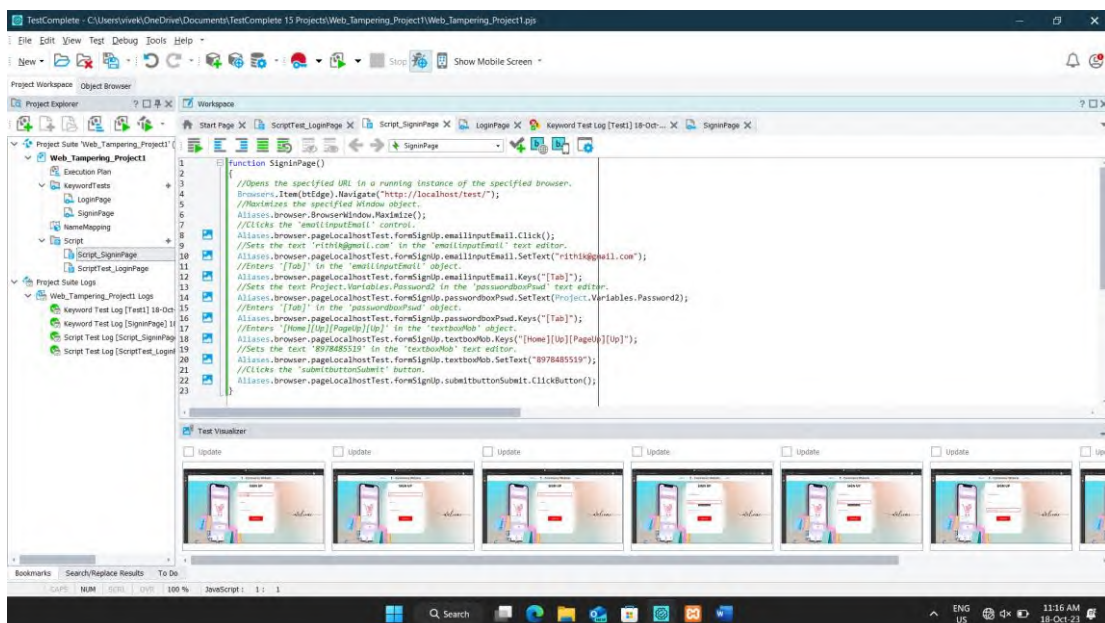 TestComplete - C:\Users\vivek\OneDrive\Documents\TestComplete 15 Projects\Web_Tampering_Project1\Web_Tampering_Project1.pjs
File Edit View Test Debug Tools Help
New Stop Show Mobile Screen
Project Workspace Object Browser
Project Explorer
Workspace
Start Page ScriptTest_LoginPage Script_SigninPage LoginPage Keyword Test Log [Test1] 18-Oct-... SigninPage
SigninPage
Project Suite 'Web_Tampering_Project1' (
Web_Tampering_Project1
Execution Plan
KeywordTests
LoginPage
SigninPage
NameMapping
Script
Script_SigninPage
ScriptTest_LoginPage
Project Suite Logs
Web_Tampering_Project1 Logs
Keyword Test Log [Test1] 18-Oct
Keyword Test Log [SigninPage] 18
Script Test Log [Script_SigninPag
Script Test Log [ScriptTest_Login
1 function SigninPage()
2 {
3 //Opens the specified URL in a running instance of the specified browser.
4 Browsers.Item(btEdge).Navigate("http://localhost/test/");
5 //Maximizes the specified Window object.
6 Aliases.browser.BrowserWindow.Maximize();
7 //Clicks the 'emailinputEmail' control.
8 Aliases.browser.pageLocalhostTest.formSignUp.emailinputEmail.Click();
9 //Sets the text 'rithik@gmail.com' in the 'emailinputEmail' text editor.
10 Aliases.browser.pageLocalhostTest.formSignUp.emailinputEmail.SetText("rithik@gmail.com");
11 //Enters '[Tab]' in the 'emailinputEmail' object.
12 Aliases.browser.pageLocalhostTest.formSignUp.emailinputEmail.Keys("[Tab]");
13 //Sets the text Project.Variables.Password2 in the 'passwordboxPswd' text editor.
14 Aliases.browser.pageLocalhostTest.formSignUp.passwordboxPswd.SetText(Project.Variables.Password2);
15 //Enters '[Tab]' in the 'passwordboxPswd' object.
16 Aliases.browser.pageLocalhostTest.formSignUp.passwordboxPswd.Keys("[Tab]");
17 //Enters '[Home][Up][PageUp][Up]' in the 'textboxMob' object.
18 Aliases.browser.pageLocalhostTest.formSignUp.textboxMob.Keys("[Home][Up][PageUp][Up]");
19 //Sets the text '8978485519' in the 'textboxMob' text editor.
20 Aliases.browser.pageLocalhostTest.formSignUp.textboxMob.SetText("8978485519");
21 //Clicks the 'submitbuttonSubmit' button.
22 Aliases.browser.pageLocalhostTest.formSignUp.submitbuttonSubmit.ClickButton();
23 }
Test Visualizer
Update Update Update Update Update Update
SIGN UP SIGN UP SIGN UP SIGN UP SIGN UP SIGN UP
Bookmarks Search/Replace Results To Do
CAPS NUM OVR 100 % JavaScript : 1 : 1
Search
ENG
US
11:16 AM
18-Oct-23